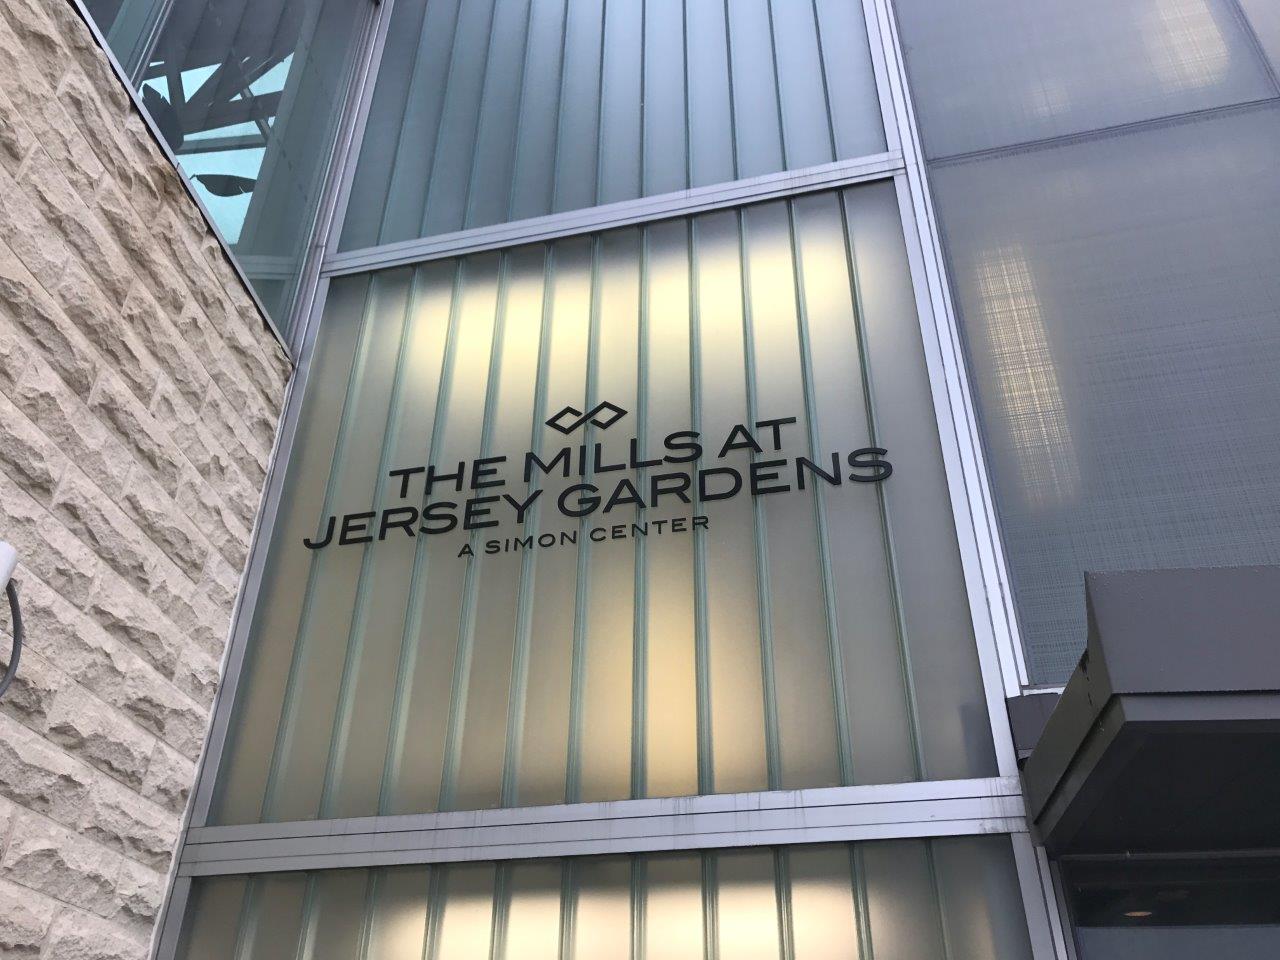 THE MILLS AT
JERSEY GARDENS
A SIMON CENTER